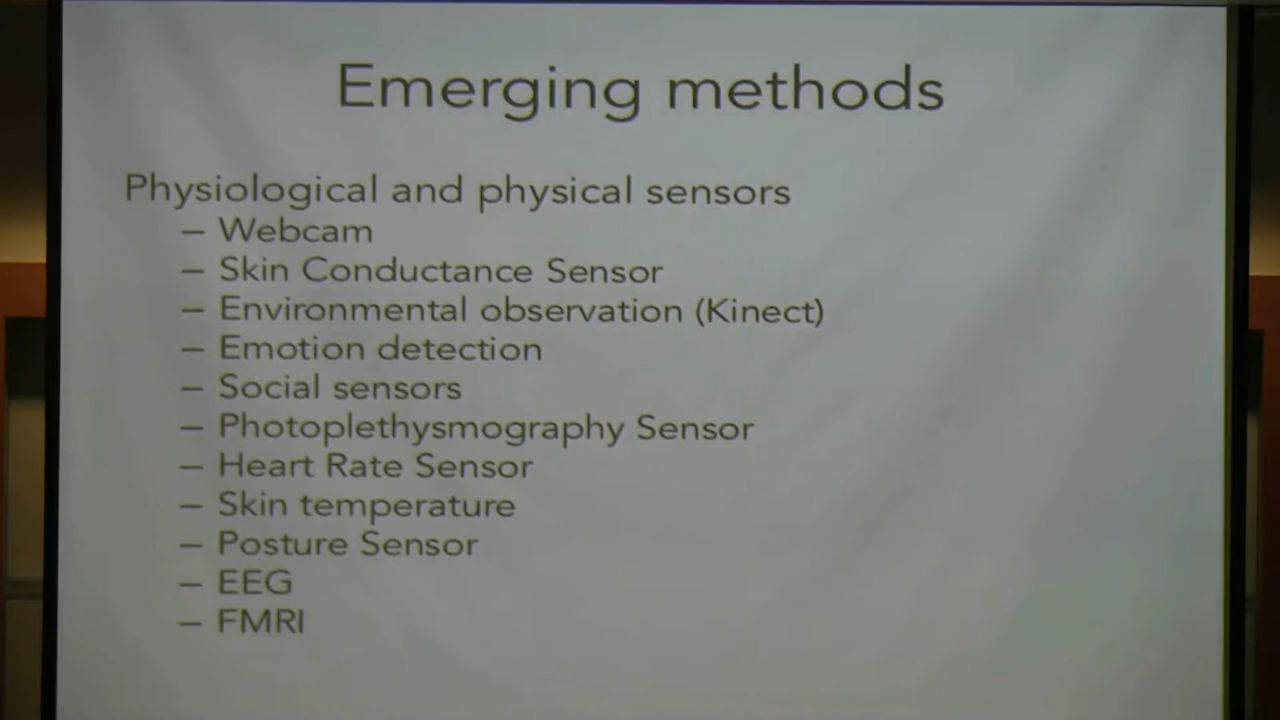 Emerging methods
Physiological and physical sensors
– Webcam
– Skin Conductance Sensor
– Environmental observation (Kinect)
– Emotion detection
– Social sensors
– Photoplethysmography Sensor
– Heart Rate Sensor
– Skin temperature
– Posture Sensor
– EEG
– FMRI